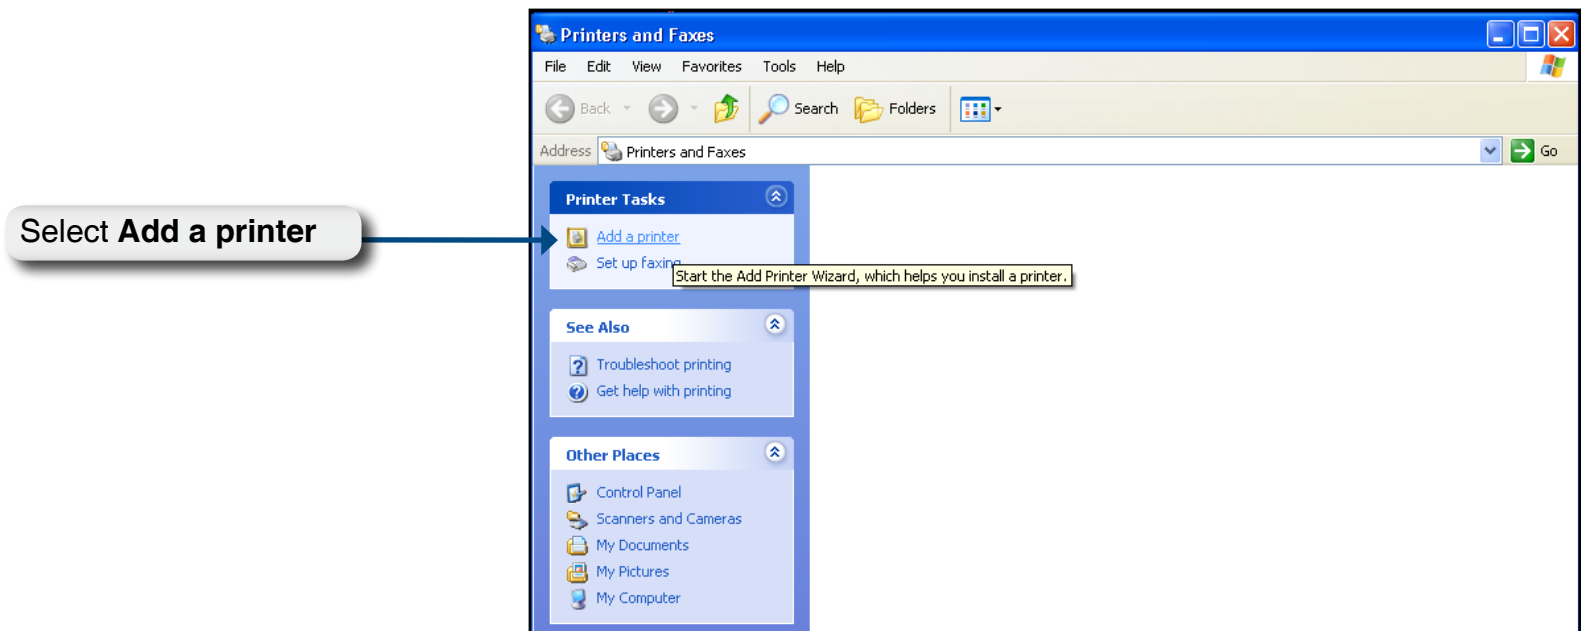 Printers and Faxes
File Edit View Favorites Tools Help
Back Search Folders
Address Printers and Faxes Go
Printer Tasks
Select Add a printer
Add a printer
Set up faxing
Start the Add Printer Wizard, which helps you install a printer.
See Also
Troubleshoot printing
Get help with printing
Other Places
Control Panel
Scanners and Cameras
My Documents
My Pictures
My Computer